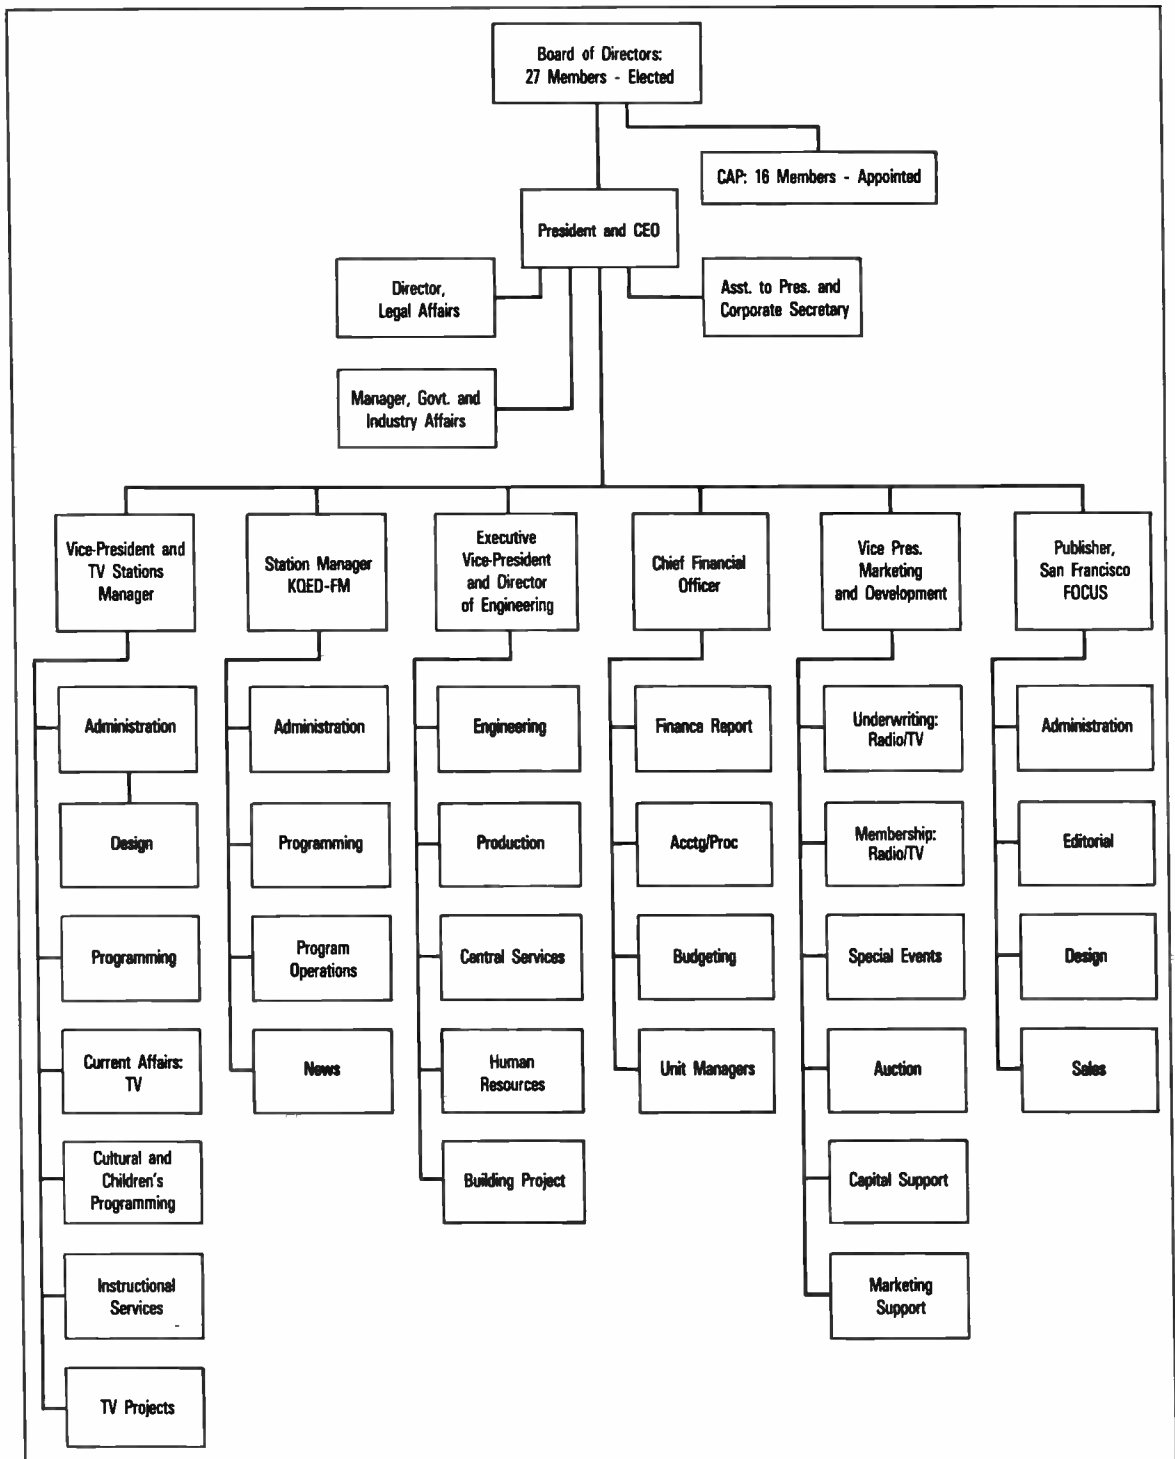 Board of Directors:
27 Members - Elected
CAP: 16 Members - Appointed
President and CEO
Director,
Legal Affairs
Asst. to Pres. and
Corporate Secretary
Manager, Govt. and
Industry Affairs
Vice-President and
TV Stations
Manager
Station Manager
KQED-FM
Executive
Vice-President
and Director
of Engineering
Chief Financial
Officer
Vice Pres.
Marketing
and Development
Publisher,
San Francisco
FOCUS
Administration
Design
Programming
Current Affairs:
TV
Cultural and
Children's
Programming
Instructional
Services
TV Projects
Administration
Programming
Program
Operations
News
Engineering
Production
Central Services
Human
Resources
Building Project
Finance Report
Acctg/Proc
Budgeting
Unit Managers
Underwriting:
Radio/TV
Membership:
Radio/TV
Special Events
Auction
Capital Support
Marketing
Support
Administration
Editorial
Design
Sales